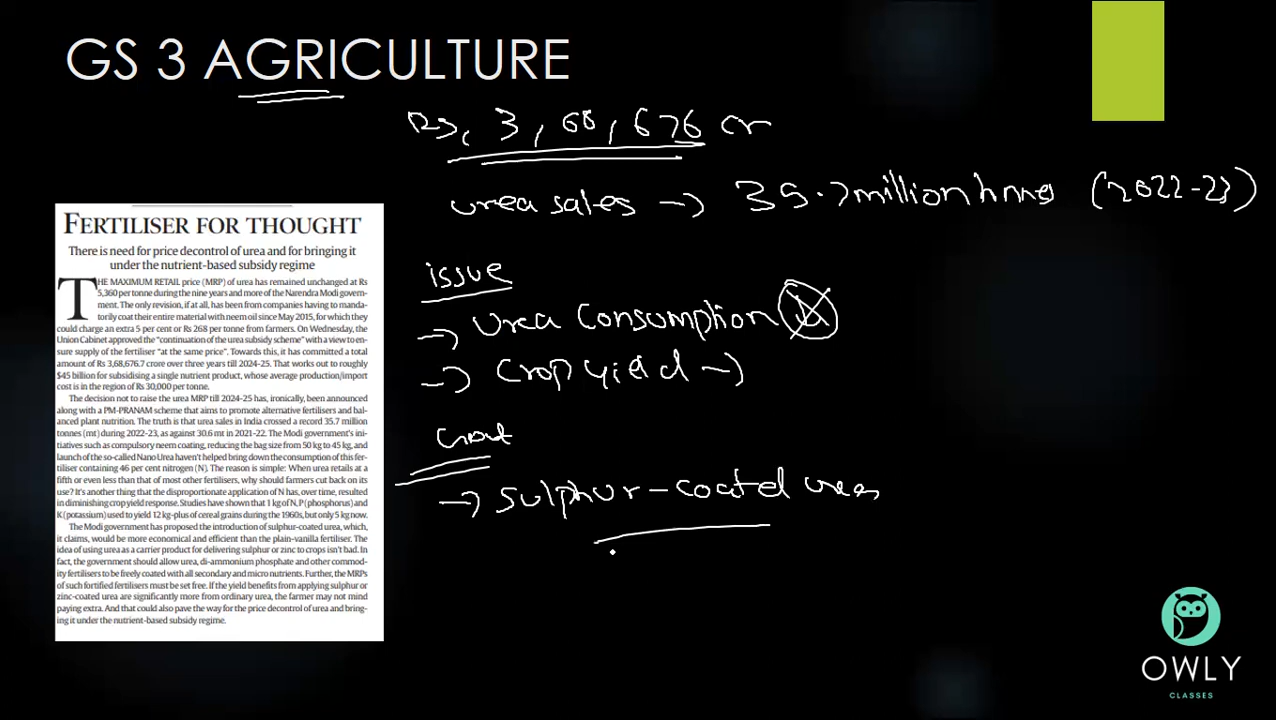 GS 3 AGRICULTURE
Rs, 3, 68, 676 cr
urea sales → 35.7 million tonnes (2022-23)
FERTILISER FOR THOUGHT
There is need for price decontrol of urea and for bringing it
under the nutrient-based subsidy regime
THE MAXIMUM RETAIL price (MRP) of urea has remained unchanged at Rs
5,360 per tonne during the nine years and more of the Narendra Modi govern-
ment. The only revision, if at all, has been from companies having to manda-
torily coat their entire material with neem oil since May 2015, for which they
could charge an extra 5 per cent or Rs 268 per tonne from farmers. On Wednesday, the
Union Cabinet approved the "continuation of the urea subsidy scheme" with a view to en-
sure supply of the fertiliser "at the same price". Towards this, it has committed a total
amount of Rs 3,68,676.7 crore over three years till 2024-25. That works out to roughly
$45 billion for subsidising a single nutrient product, whose average production/import
cost is in the region of Rs 30,000 per tonne.
The decision not to raise the urea MRP till 2024-25 has, ironically, been announced
along with a PM-PRANAM scheme that aims to promote alternative fertilisers and bal-
anced plant nutrition. The truth is that urea sales in India crossed a record 35.7 million
tonnes (mt) during 2022-23, as against 30.6 mt in 2021-22. The Modi government's ini-
tiatives such as compulsory neem coating, reducing the bag size from 50 kg to 45 kg, and
launch of the so-called Nano Urea haven't helped bring down the consumption of this fer-
tiliser containing 46 per cent nitrogen (N). The reason is simple: When urea retails at a
fifth or even less than that of most other fertilisers, why should farmers cut back on its
use? It's another thing that the disproportionate application of N has, over time, resulted
in diminishing crop yield response. Studies have shown that 1 kg of N, P (phosphorus) and
K (potassium) used to yield 12 kg-plus of cereal grains during the 1960s, but only 5 kg now.
The Modi government has proposed the introduction of sulphur-coated urea, which,
it claims, would be more economical and efficient than the plain-vanilla fertiliser. The
idea of using urea as a carrier product for delivering sulphur or zinc to crops isn't bad. In
fact, the government should allow urea, di-ammonium phosphate and other commod-
ity fertilisers to be freely coated with all secondary and micro nutrients. Further, the MRPs
of such fortified fertilisers must be set free. If the yield benefits from applying sulphur or
zinc-coated urea are significantly more from ordinary urea, the farmer may not mind
paying extra. And that could also pave the way for the price decontrol of urea and bring-
ing it under the nutrient-based subsidy regime.
issue
→ Urea Consumption
→ Crop yield →
Govt
→ Sulphur-coated urea
OWLY
CLASSES